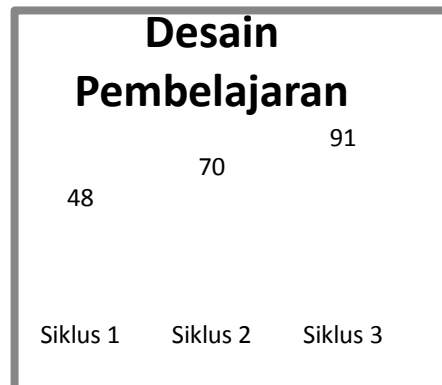 Desain
Pembelajaran
91
70
48
Siklus 1 Siklus 2 Siklus 3